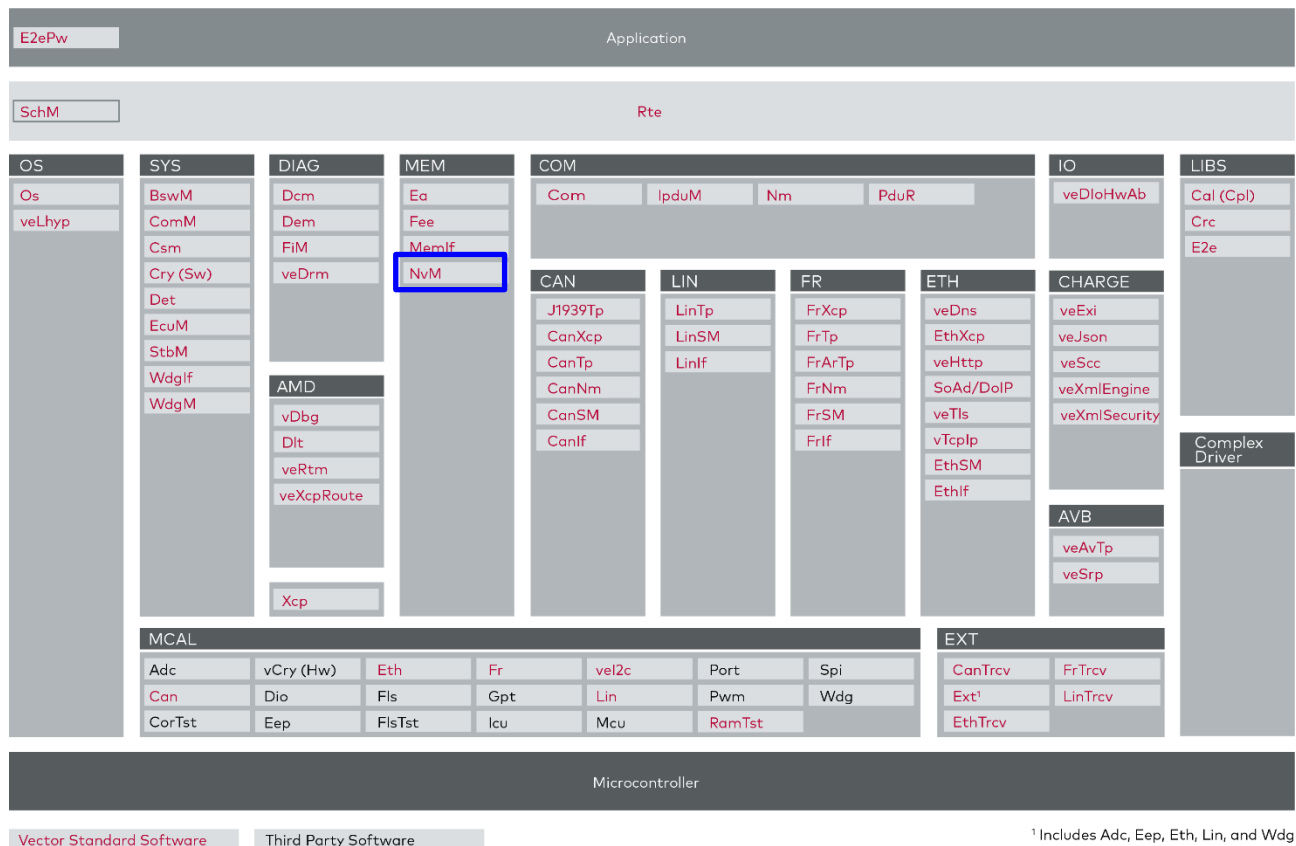 E2ePw
Application
SchM
Rte
OS
Os
veLhyp
SYS
BswM
ComM
Csm
Cry (Sw)
Det
EcuM
StbM
WdgIf
WdgM
DIAG
Dcm
Dem
FiM
veDrm
AMD
vDbg
Dlt
veRtm
veXcpRoute
Xcp
MEM
Ea
Fee
MemIf
NvM
COM
Com
IpduM
Nm
PduR
CAN
J1939Tp
CanXcp
CanTp
CanNm
CanSM
CanIf
LIN
LinTp
LinSM
LinIf
FR
FrXcp
FrTp
FrArTp
FrNm
FrSM
FrIf
ETH
veDns
EthXcp
veHttp
SoAd/DoIP
veTls
vTcpIp
EthSM
EthIf
IO
veDIoHwAb
CHARGE
veExi
veJson
veScc
veXmlEngine
veXmlSecurity
AVB
veAvTp
veSrp
LIBS
Cal (Cpl)
Crc
E2e
Complex
Driver
MCAL
Adc
vCry (Hw)
Eth
Fr
veI2c
Port
Spi
Can
Dio
Fls
Gpt
Lin
Pwm
Wdg
CorTst
Eep
FlsTst
Icu
Mcu
RamTst
EXT
CanTrcv
FrTrcv
Ext¹
LinTrcv
EthTrcv
Microcontroller
Vector Standard Software
Third Party Software
¹ Includes Adc, Eep, Eth, Lin, and Wdg